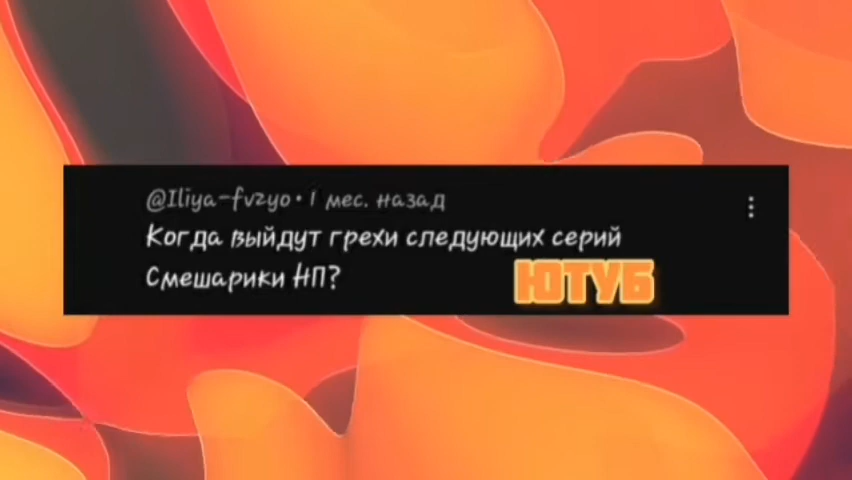 @Iliya-fvzyo • 1 мес. назад
Когда выйдут грехи следующих серий
Смешарики НП?
ЮТУБ